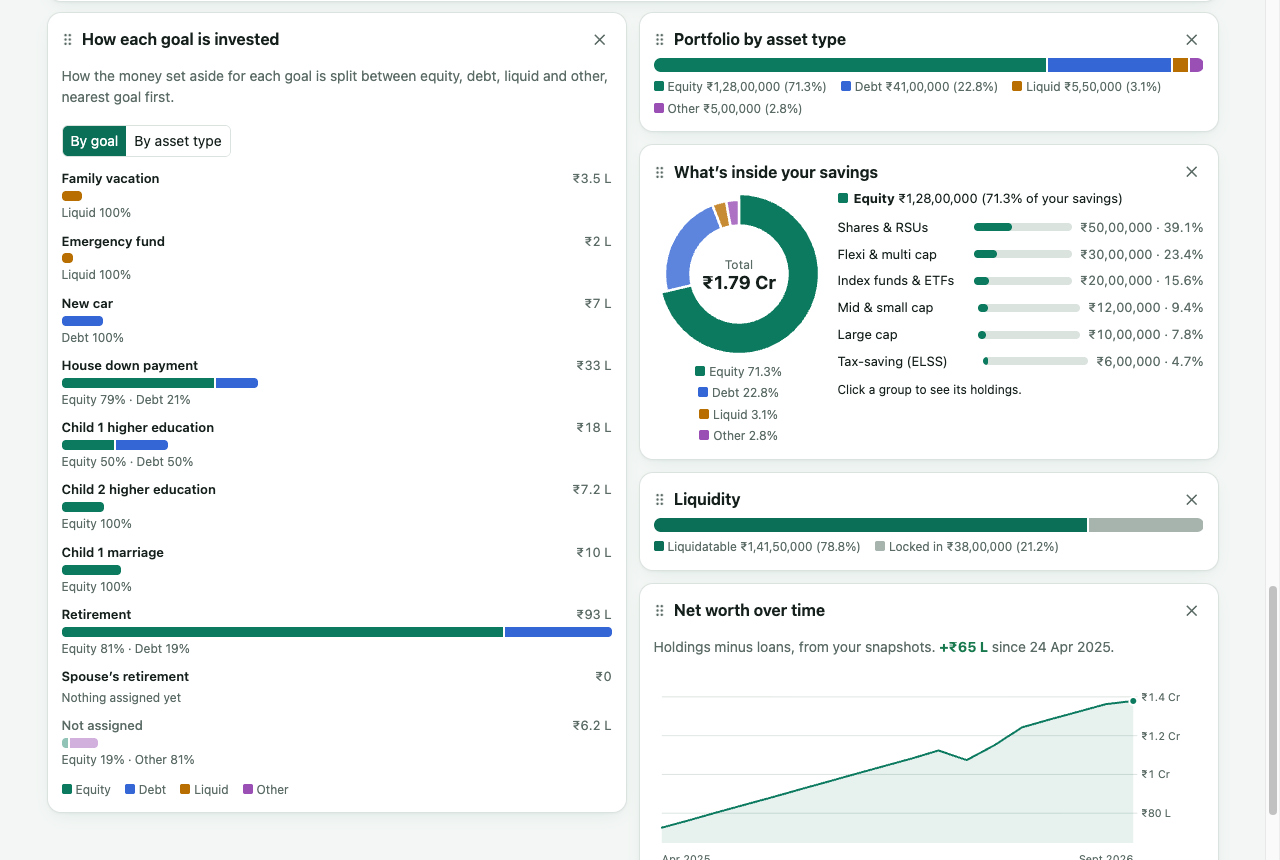 How each goal is invested
How the money set aside for each goal is split between equity, debt, liquid and other,
nearest goal first.
By goal
By asset type
Family vacation ₹3.5 L
Liquid 100%
Emergency fund ₹2 L
Liquid 100%
New car ₹7 L
Debt 100%
House down payment ₹33 L
Equity 79% · Debt 21%
Child 1 higher education ₹18 L
Equity 50% · Debt 50%
Child 2 higher education ₹7.2 L
Equity 100%
Child 1 marriage ₹10 L
Equity 100%
Retirement ₹93 L
Equity 81% · Debt 19%
Spouse’s retirement ₹0
Nothing assigned yet
Not assigned ₹6.2 L
Equity 19% · Other 81%
Equity Debt Liquid Other
Portfolio by asset type
Equity ₹1,28,00,000 (71.3%) Debt ₹41,00,000 (22.8%) Liquid ₹5,50,000 (3.1%)
Other ₹5,00,000 (2.8%)
What’s inside your savings
Total
₹1.79 Cr
Equity 71.3%
Debt 22.8%
Liquid 3.1%
Other 2.8%
Equity ₹1,28,00,000 (71.3% of your savings)
Shares & RSUs ₹50,00,000 · 39.1%
Flexi & multi cap ₹30,00,000 · 23.4%
Index funds & ETFs ₹20,00,000 · 15.6%
Mid & small cap ₹12,00,000 · 9.4%
Large cap ₹10,00,000 · 7.8%
Tax-saving (ELSS) ₹6,00,000 · 4.7%
Click a group to see its holdings.
Liquidity
Liquidatable ₹1,41,50,000 (78.8%) Locked in ₹38,00,000 (21.2%)
Net worth over time
Holdings minus loans, from your snapshots. +₹65 L since 24 Apr 2025.
₹1.4 Cr
₹1.2 Cr
₹1 Cr
₹80 L
Apr 2025 Sept 2026